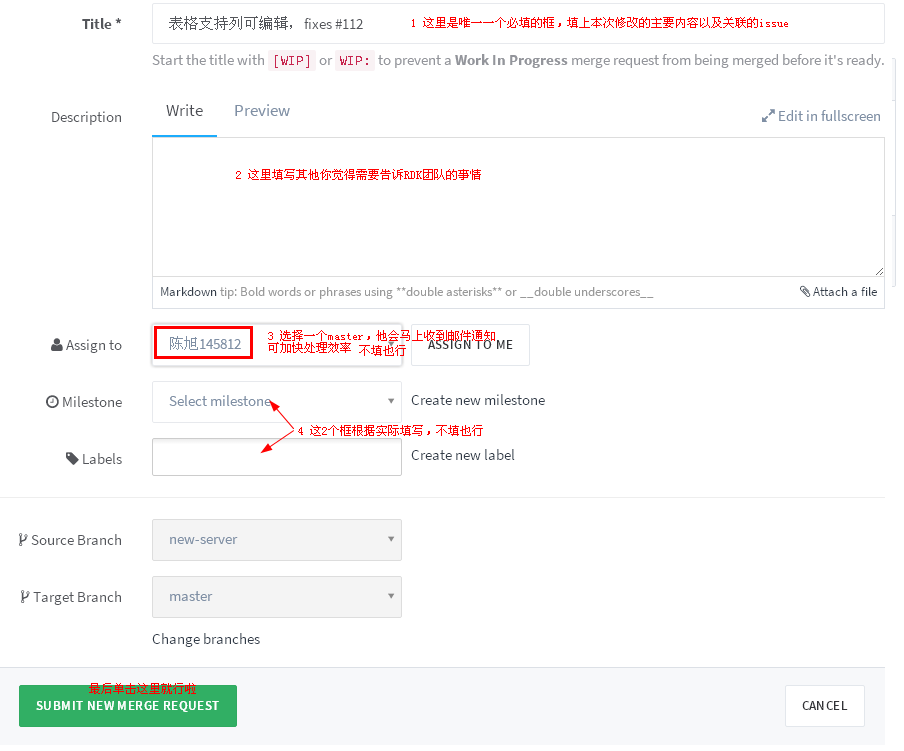 Title *
表格支持列可编辑，fixes #112
1 这里是唯一一个必填的框，填上本次修改的主要内容以及关联的issue
Start the title with [WIP] or WIP: to prevent a Work In Progress merge request from being merged before it's ready.
Description
Write
Preview
Edit in fullscreen
2 这里填写其他你觉得需要告诉RDK团队的事情
Markdown tip: Bold words or phrases using **double asterisks** or __double underscores__
Attach a file
Assign to
陈旭145812
3 选择一个master，他会马上收到邮件通知
可加快处理效率 不填也行
ASSIGN TO ME
Milestone
Select milestone
Create new milestone
4 这2个框根据实际填写，不填也行
Labels
Create new label
Source Branch
new-server
Target Branch
master
Change branches
最后单击这里就行啦
SUBMIT NEW MERGE REQUEST
CANCEL